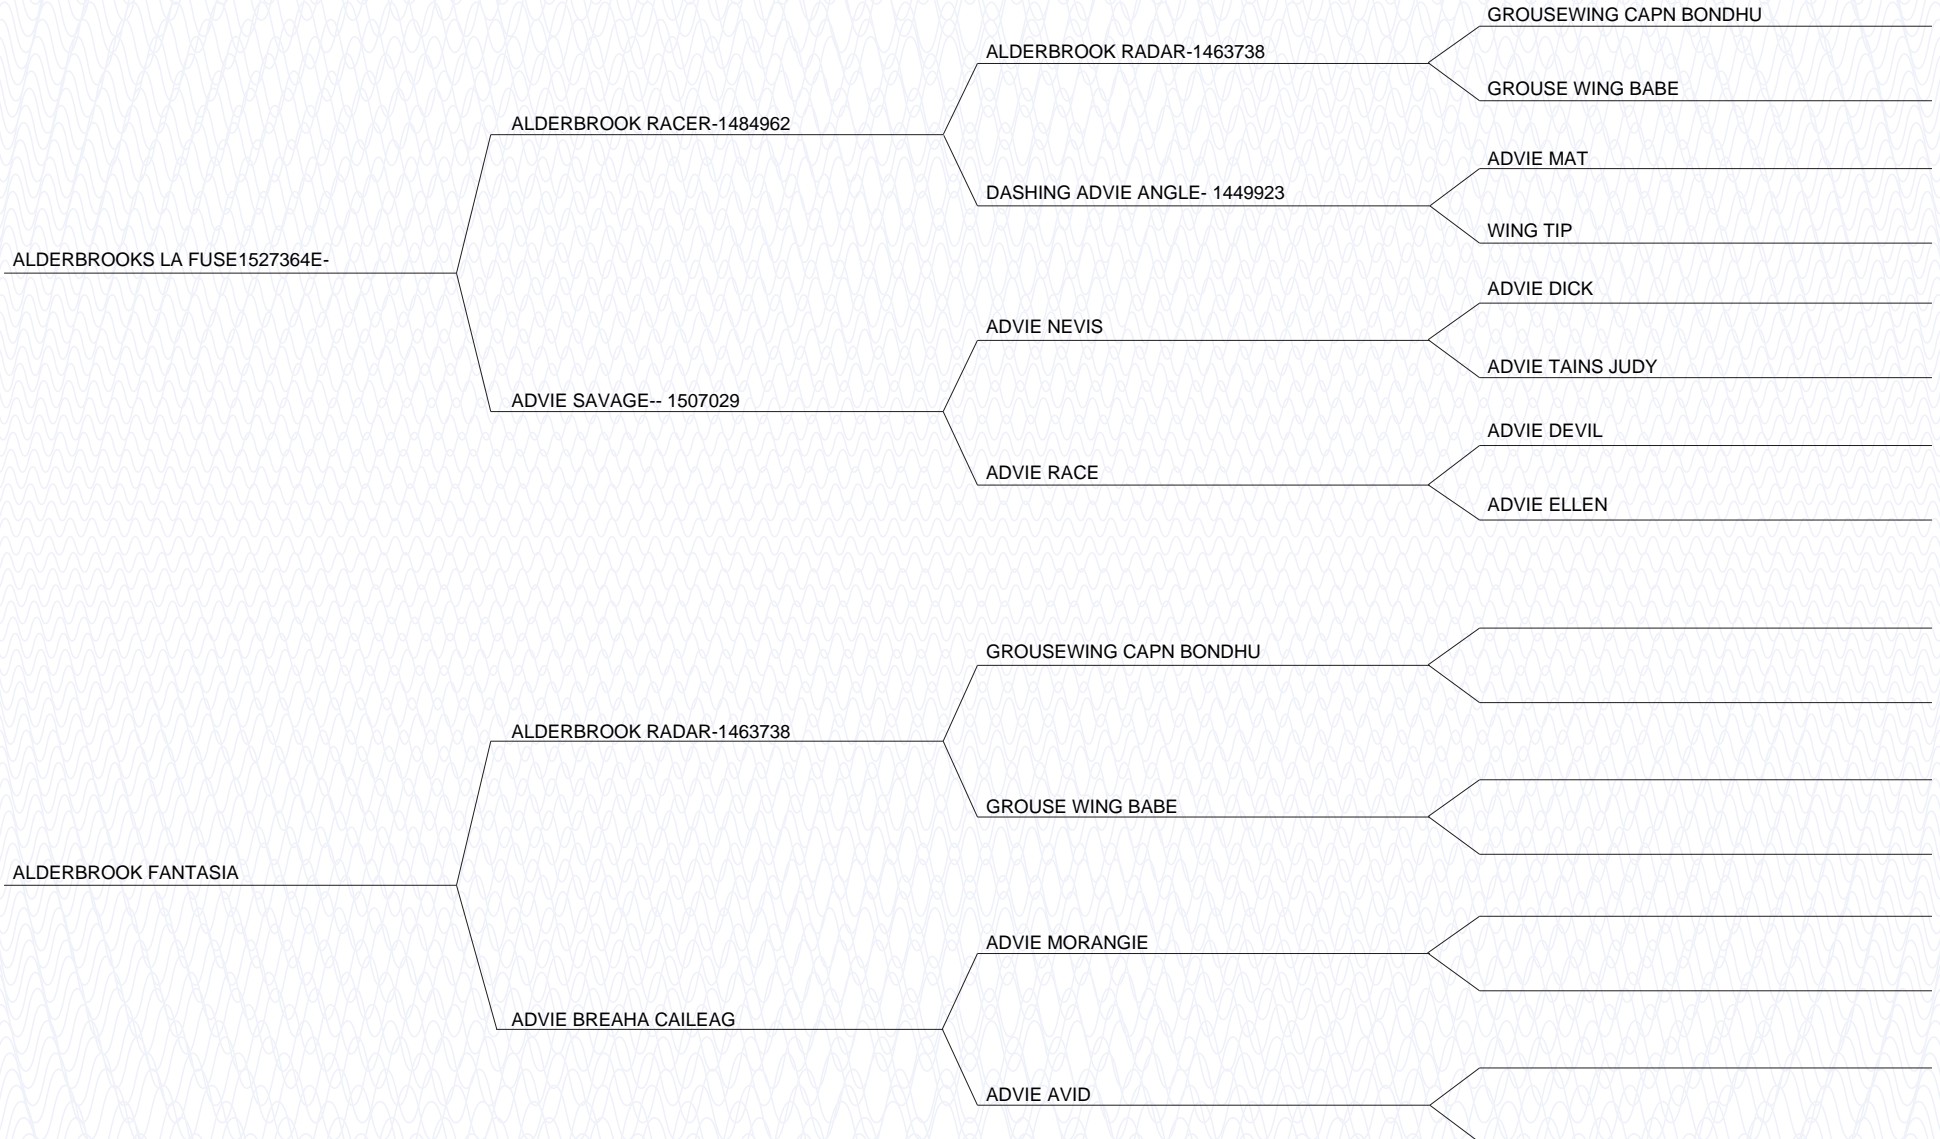 GROUSEWING CAPN BONDHU
ALDERBROOK RADAR-1463738
GROUSE WING BABE
ALDERBROOK RACER-1484962
ADVIE MAT
DASHING ADVIE ANGLE- 1449923
WING TIP
ALDERBROOKS LA FUSE1527364E-
ADVIE DICK
ADVIE NEVIS
ADVIE TAINS JUDY
ADVIE SAVAGE-- 1507029
ADVIE DEVIL
ADVIE RACE
ADVIE ELLEN
GROUSEWING CAPN BONDHU
ALDERBROOK RADAR-1463738
GROUSE WING BABE
ALDERBROOK FANTASIA
ADVIE MORANGIE
ADVIE BREAHA CAILEAG
ADVIE AVID